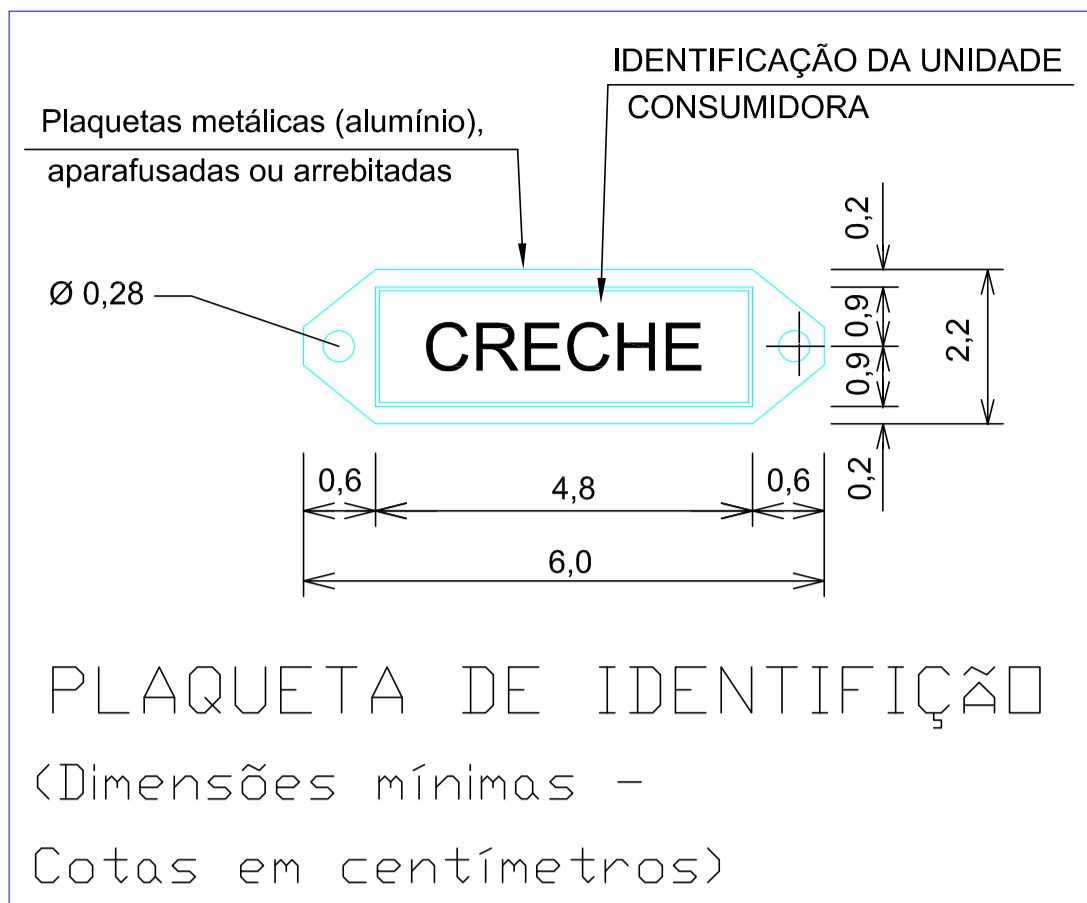 IDENTIFICAÇÃO DA UNIDADE
CONSUMIDORA
Plaquetas metálicas (alumínio),
aparafusadas ou arrebitadas
Ø 0,28
CRECHE
0,2
0,9
0,9
0,2
2,2
0,6
4,8
0,6
6,0
PLAQUETA DE IDENTIFIÇÃO
(Dimensões mínimas -
Cotas em centímetros)